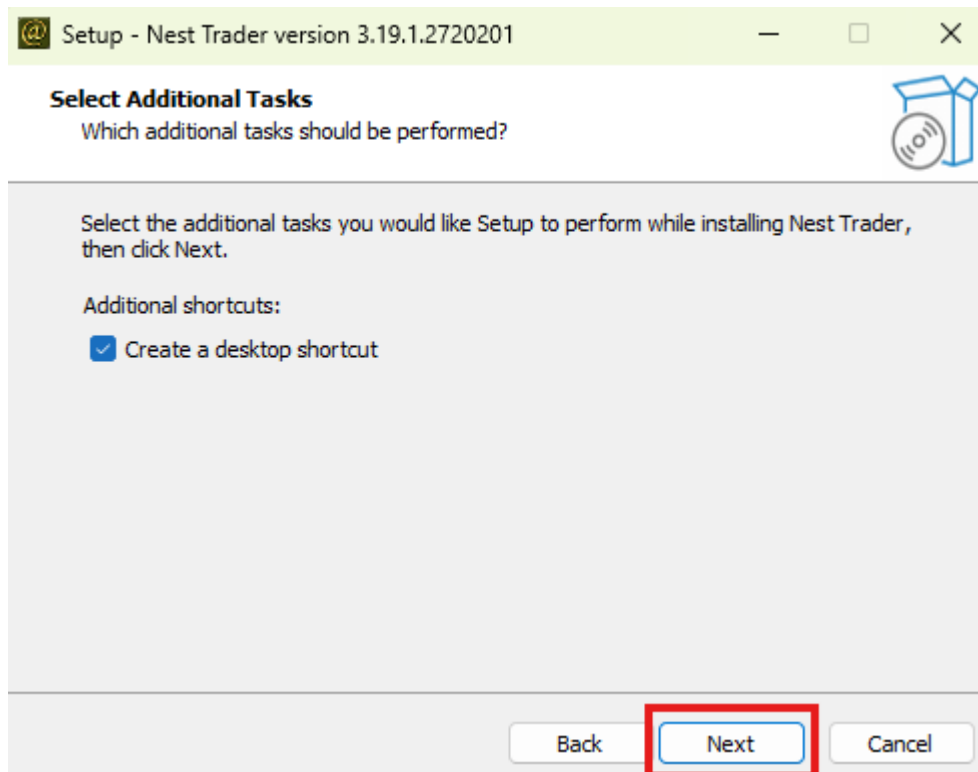 Setup - Nest Trader version 3.19.1.2720201
Select Additional Tasks
Which additional tasks should be performed?
Select the additional tasks you would like Setup to perform while installing Nest Trader,
then click Next.
Additional shortcuts:
Create a desktop shortcut
Back Next Cancel